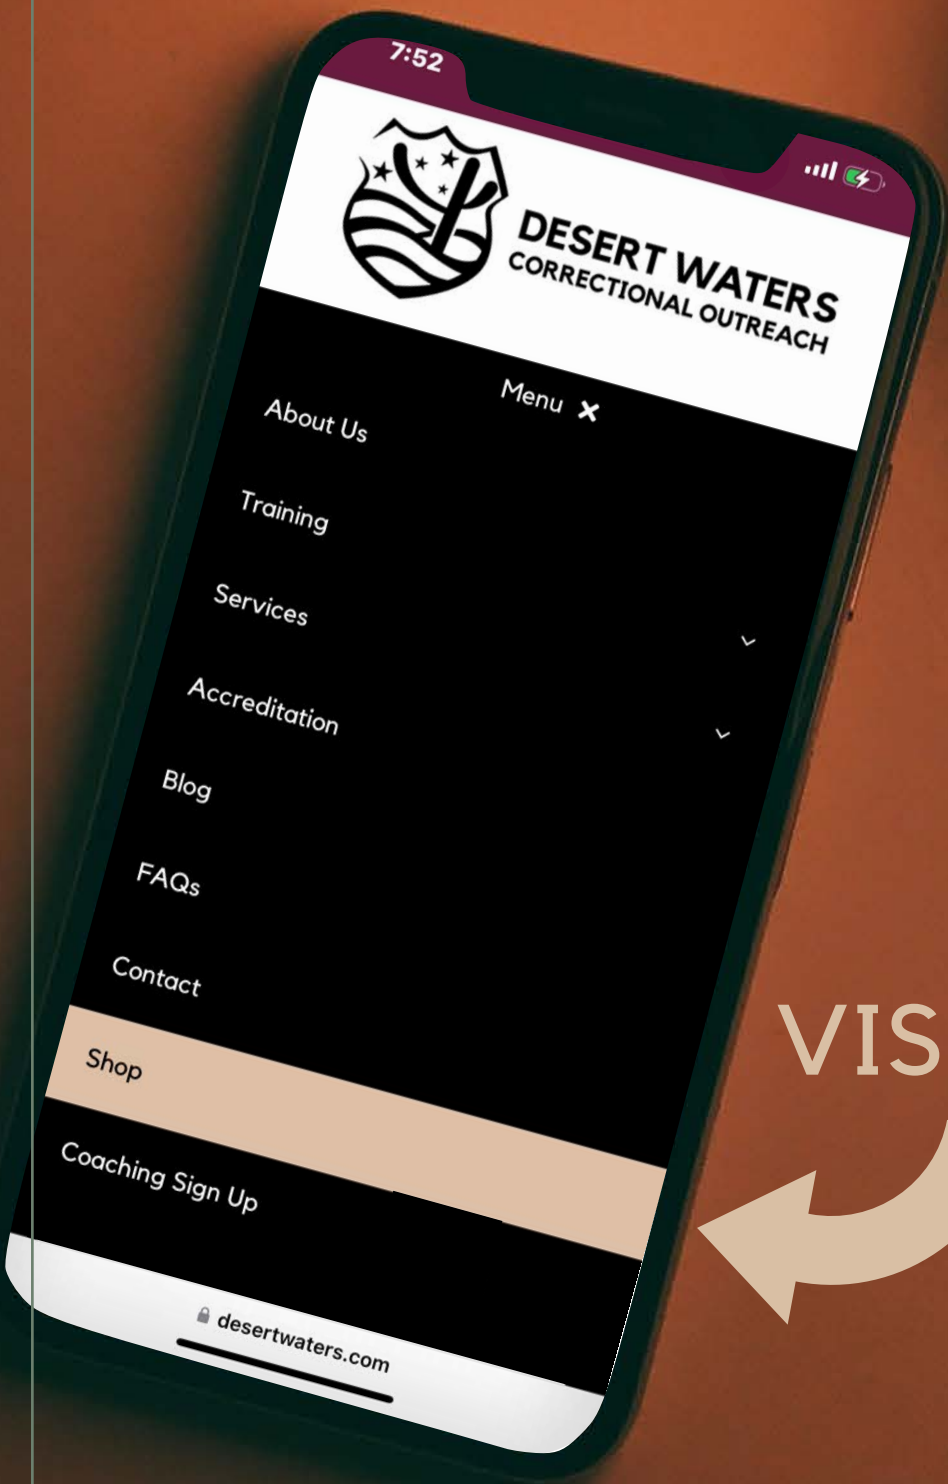 7:52
DESERT WATERS
CORRECTIONAL OUTREACH
Menu
About Us
Training
Services
Accreditation
Blog
FAQs
Contact
Shop
Coaching Sign Up
desertwaters.com
VIS